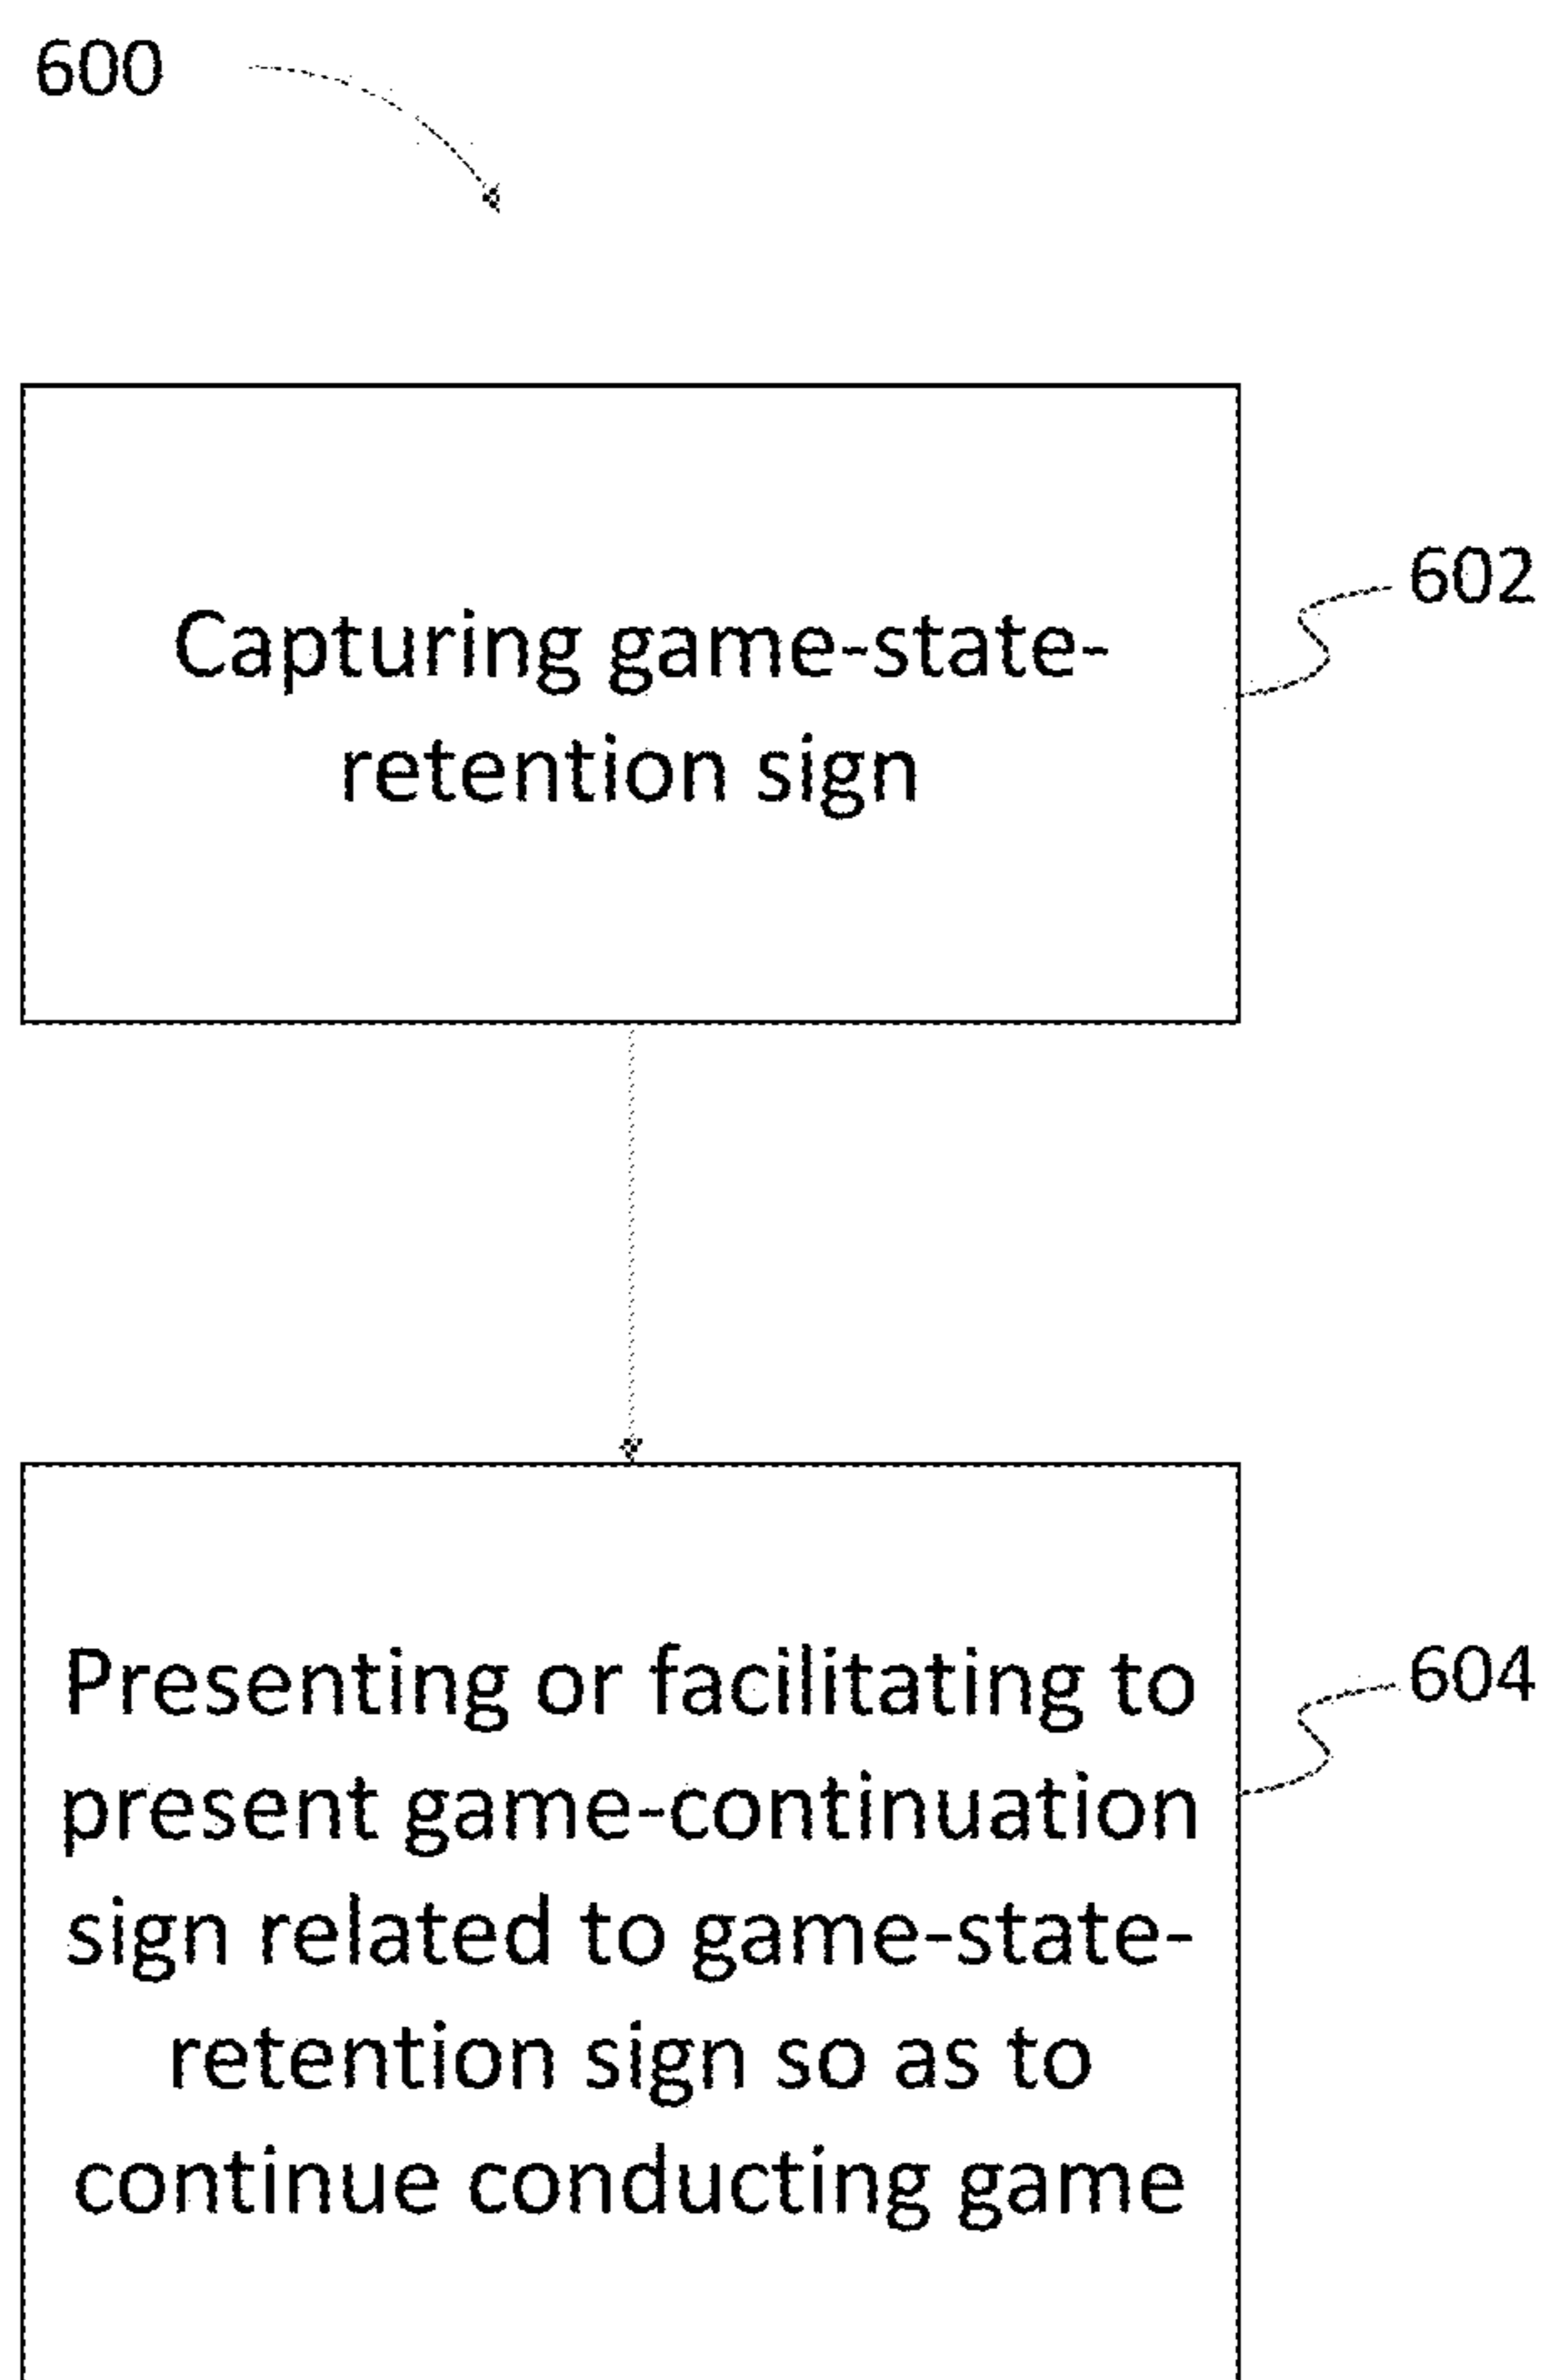 600
Capturing game-state-
retention sign
602
Presenting or facilitating to
present game-continuation
sign related to game-state-
retention sign so as to
continue conducting game
604